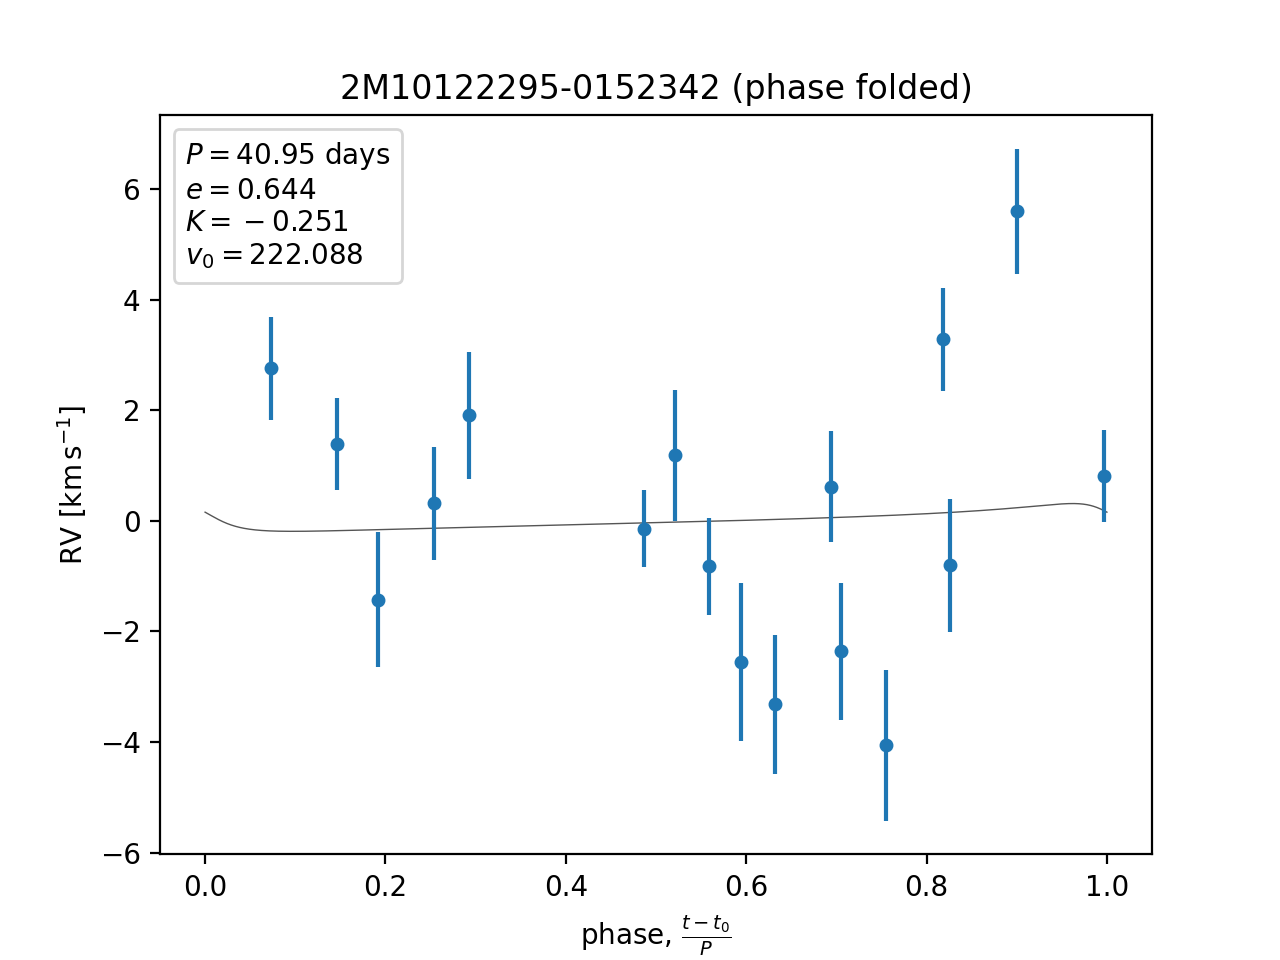 2M10122295-0152342 (phase folded)
P = 40.95 days
e = 0.644
K = −0.251
v₀ = 222.088
6
4
2
0
−2
−4
−6
RV [km s⁻¹]
0.0 0.2 0.4 0.6 0.8 1.0
phase, (t − t₀)/P